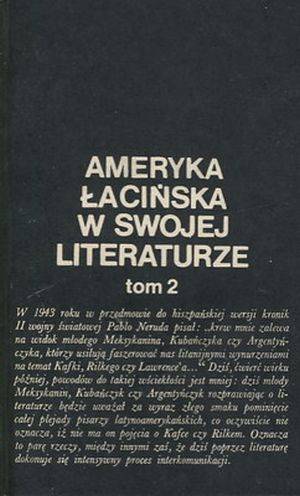 AMERYKA
ŁACIŃSKA
W SWOJEJ
LITERATURZE
tom 2
W 1943 roku w przedmowie do hiszpańskiej wersji kronik
II wojny światowej Pablo Neruda pisał: „krew mnie zalewa
na widok młodego Meksykanina, Kubańczyka czy Argentyń-
czyka, którzy usiłują faszerować nas litanijnymi wynurzeniami
na temat Kafki, Rilkego czy Lawrence'a...” Dziś, ćwierć wieku
później, powodów do takiej wściekłości jest mniej: dziś młody
Meksykanin, Kubańczyk czy Argentyńczyk rozprawiając o li-
teraturze będzie uważał za wyraz złego smaku pominięcie
całej plejady pisarzy latynoamerykańskich, co oczywiście nie
oznacza, iż nie ma on pojęcia o Kafce czy Rilkem. Oznacza
to parę rzeczy, między innymi zaś, że dziś poprzez literaturę
dokonuje się intensywny proces interkomunikacji.